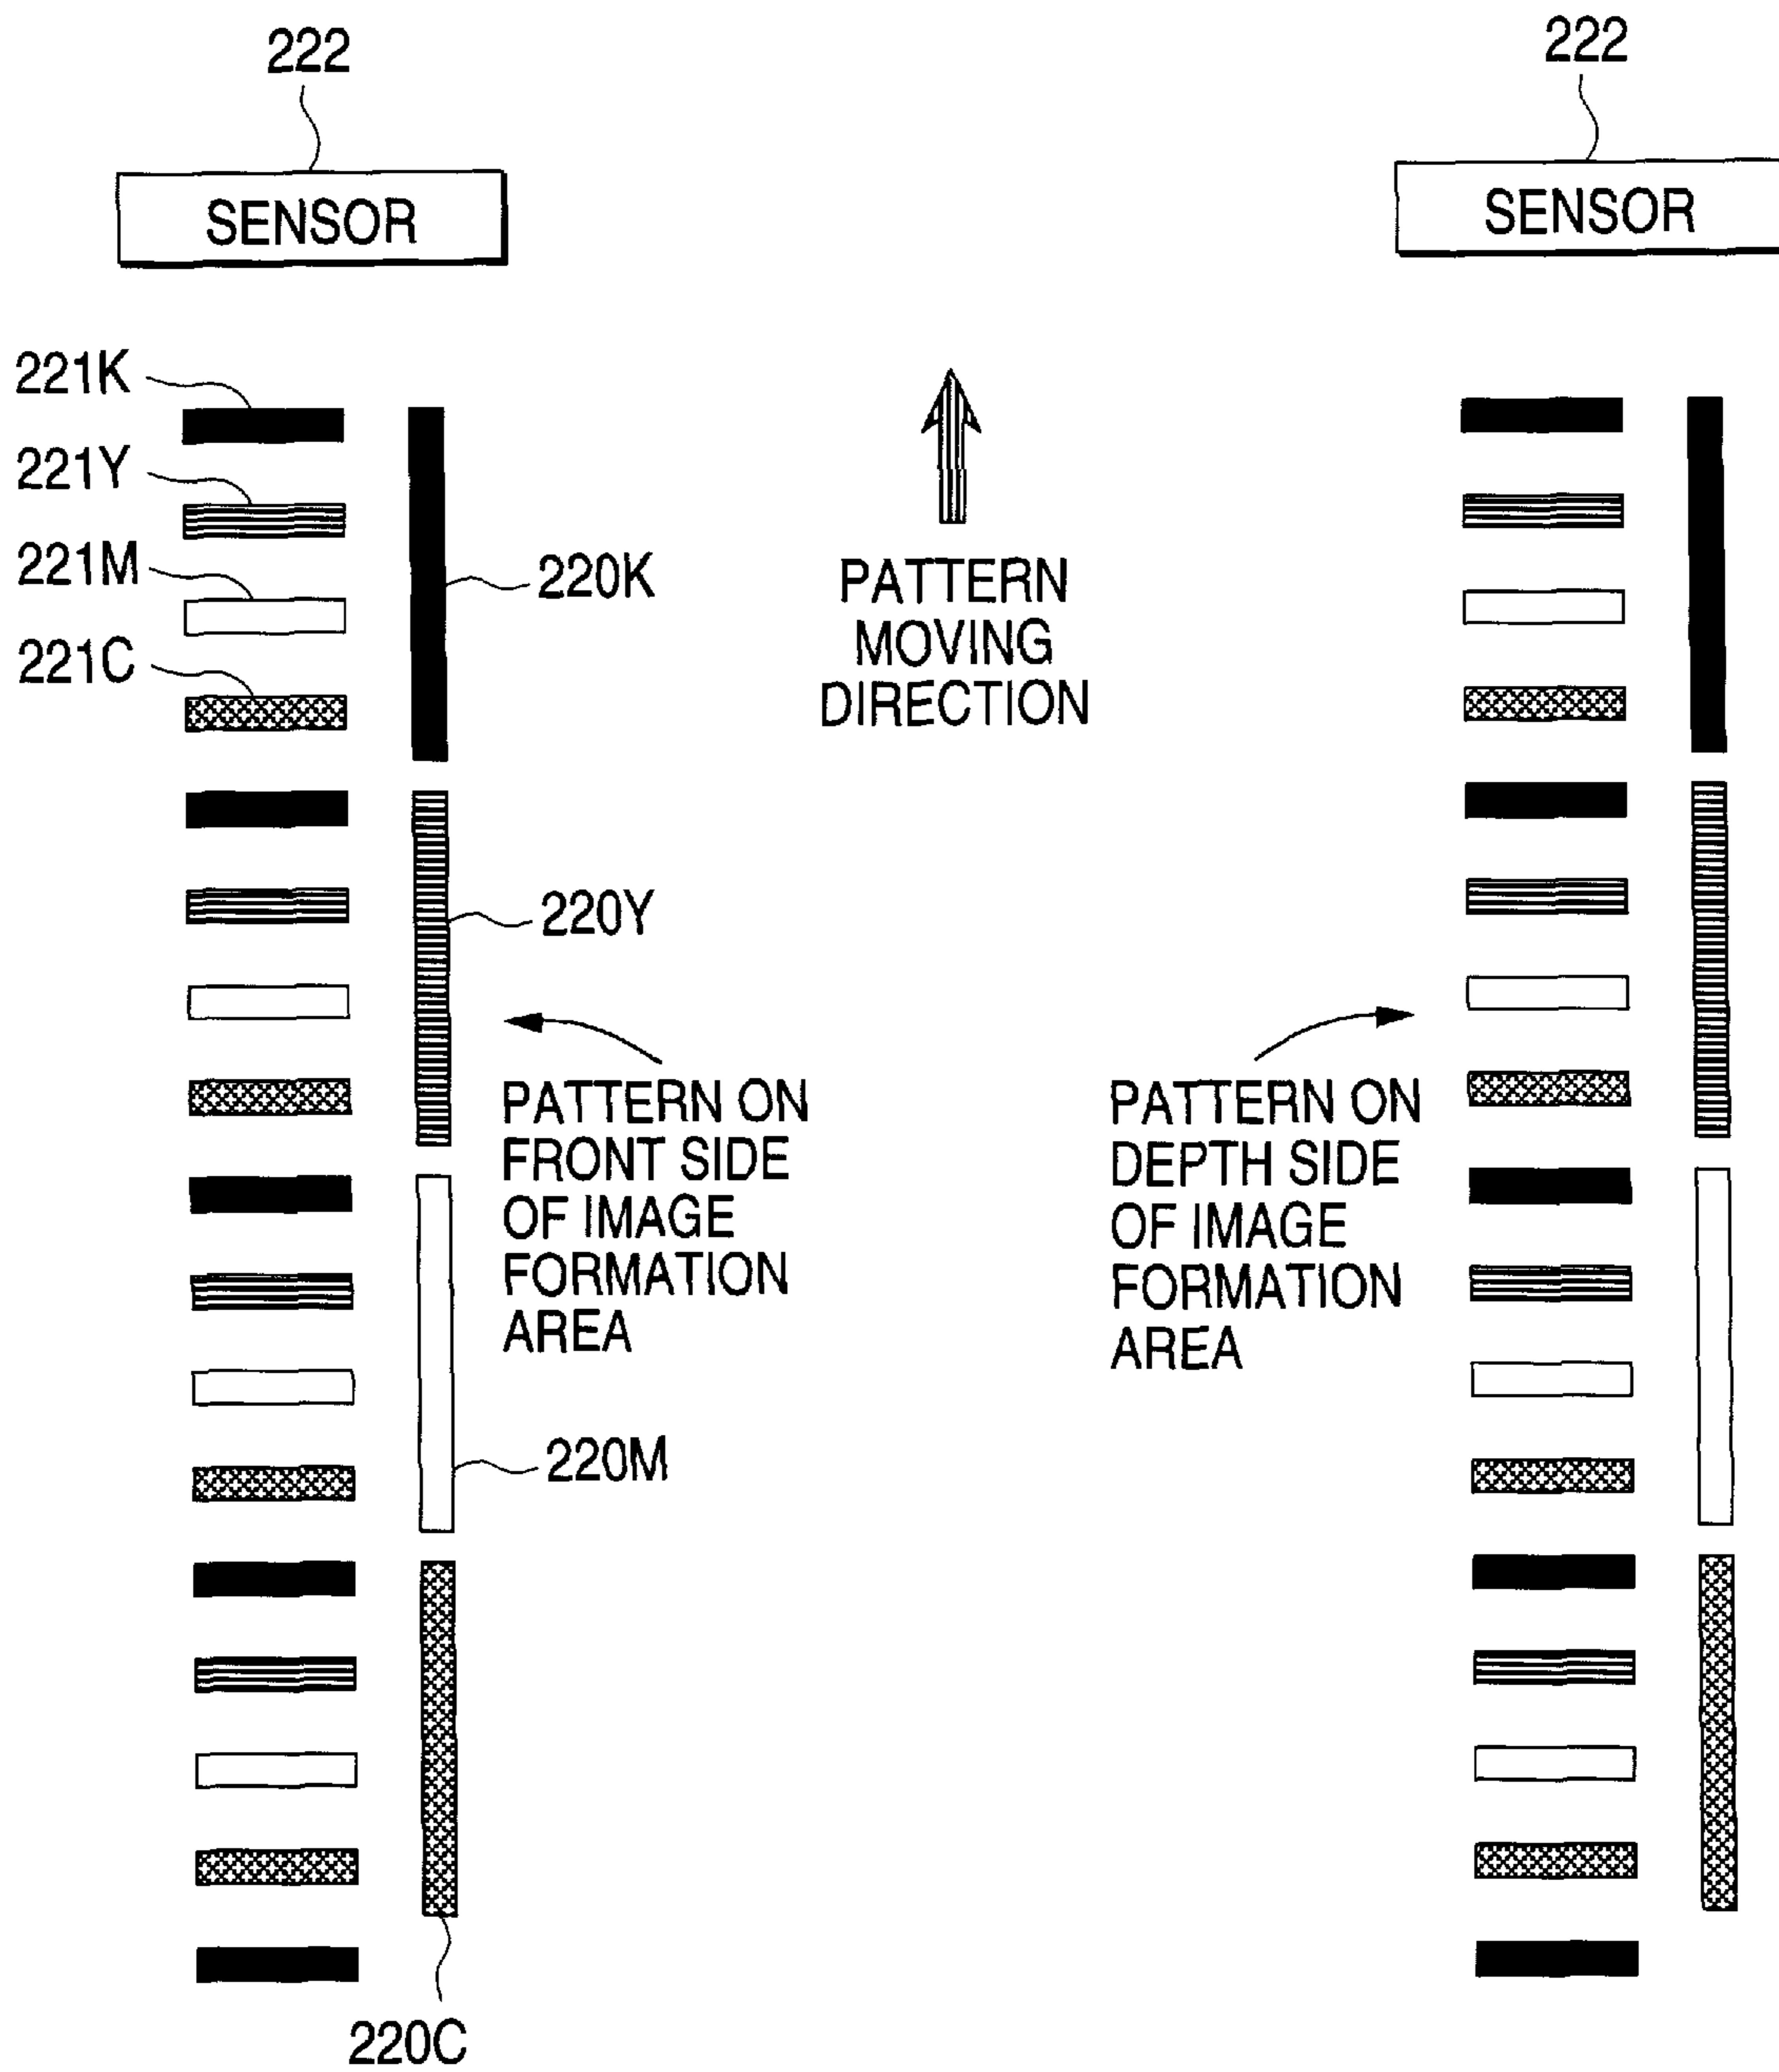 222
222
SENSOR
SENSOR
221K
221Y
221M
221C
220K
PATTERN
MOVING
DIRECTION
220Y
PATTERN ON
FRONT SIDE
OF IMAGE
FORMATION
AREA
PATTERN ON
DEPTH SIDE
OF IMAGE
FORMATION
AREA
220M
220C